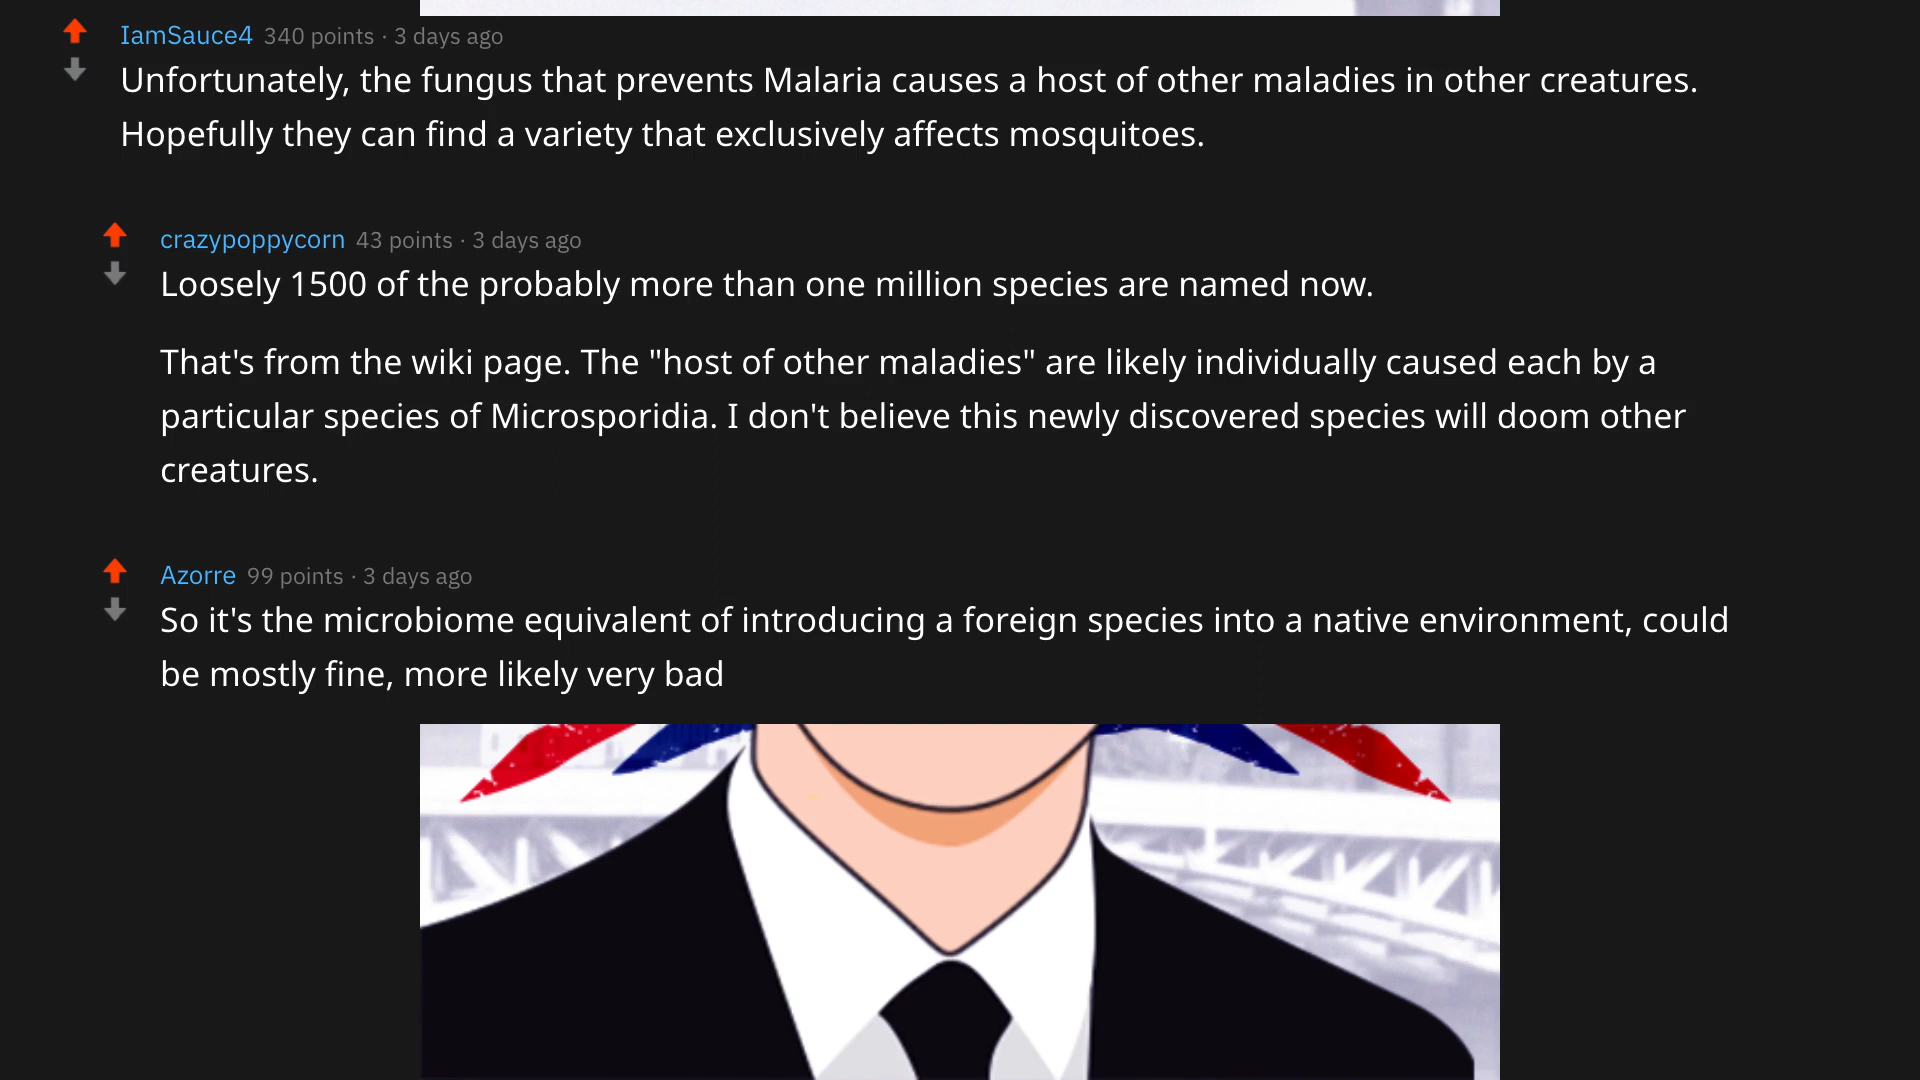 IamSauce4 340 points · 3 days ago
Unfortunately, the fungus that prevents Malaria causes a host of other maladies in other creatures.
Hopefully they can find a variety that exclusively affects mosquitoes.
crazypoppycorn 43 points · 3 days ago
Loosely 1500 of the probably more than one million species are named now.
That's from the wiki page. The "host of other maladies" are likely individually caused each by a
particular species of Microsporidia. I don't believe this newly discovered species will doom other
creatures.
Azorre 99 points · 3 days ago
So it's the microbiome equivalent of introducing a foreign species into a native environment, could
be mostly fine, more likely very bad